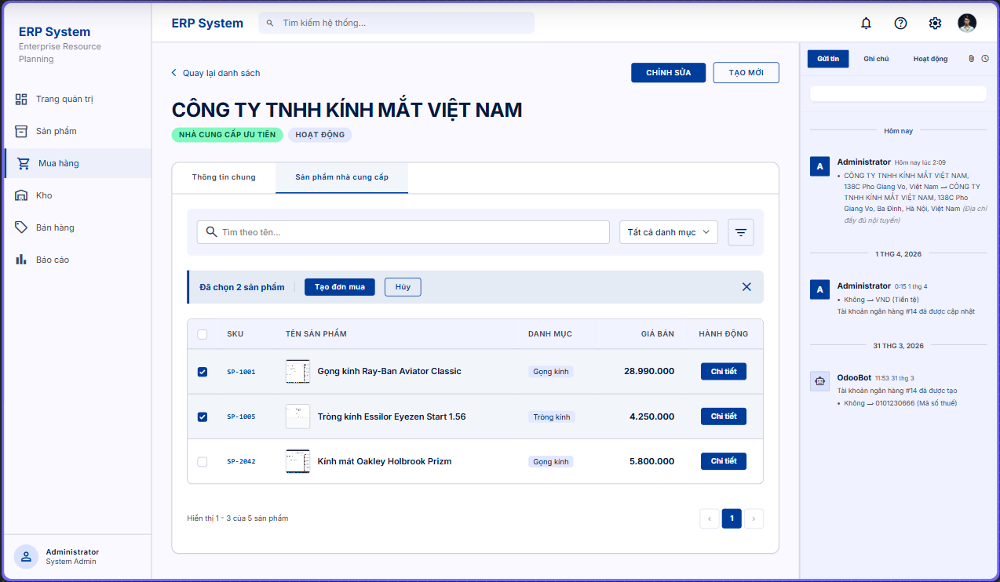 ERP System
Enterprise Resource
Planning
Trang quản trị
Sản phẩm
Mua hàng
Kho
Bán hàng
Báo cáo
Administrator
System Admin
ERP System
Tìm kiếm hệ thống...
Quay lại danh sách
CHỈNH SỬA
TẠO MỚI
CÔNG TY TNHH KÍNH MẮT VIỆT NAM
NHÀ CUNG CẤP ƯU TIÊN
HOẠT ĐỘNG
Thông tin chung
Sản phẩm nhà cung cấp
Tìm theo tên...
Tất cả danh mục
Đã chọn 2 sản phẩm
Tạo đơn mua
Hủy
SKU TÊN SẢN PHẨM DANH MỤC GIÁ BÁN HÀNH ĐỘNG
SP-1001 Gọng kính Ray-Ban Aviator Classic Gọng kính 28.990.000 Chi tiết
SP-1005 Tròng kính Essilor Eyezen Start 1.56 Tròng kính 4.250.000 Chi tiết
SP-2042 Kính mát Oakley Holbrook Prizm Gọng kính 5.800.000 Chi tiết
Hiển thị 1 - 3 của 5 sản phẩm
‹ 1 ›
Gửi tin
Ghi chú
Hoạt động
Hôm nay
A
Administrator Hôm nay lúc 2:09
• CÔNG TY TNHH KÍNH MẮT VIỆT NAM,
138C Pho Giang Vo, Việt Nam → CÔNG TY
TNHH KÍNH MẮT VIỆT NAM, 138C Pho
Giang Vo, Ba Đình, Hà Nội, Việt Nam (Địa chỉ
đầy đủ nội tuyến)
1 THG 4, 2026
A
Administrator 0:15 1 thg 4
• Không → VND (Tiền tệ)
Tài khoản ngân hàng #14 đã được cập nhật
31 THG 3, 2026
OdooBot 11:53 31 thg 3
Tài khoản ngân hàng #14 đã được tạo
• Không → 0101230666 (Mã số thuế)